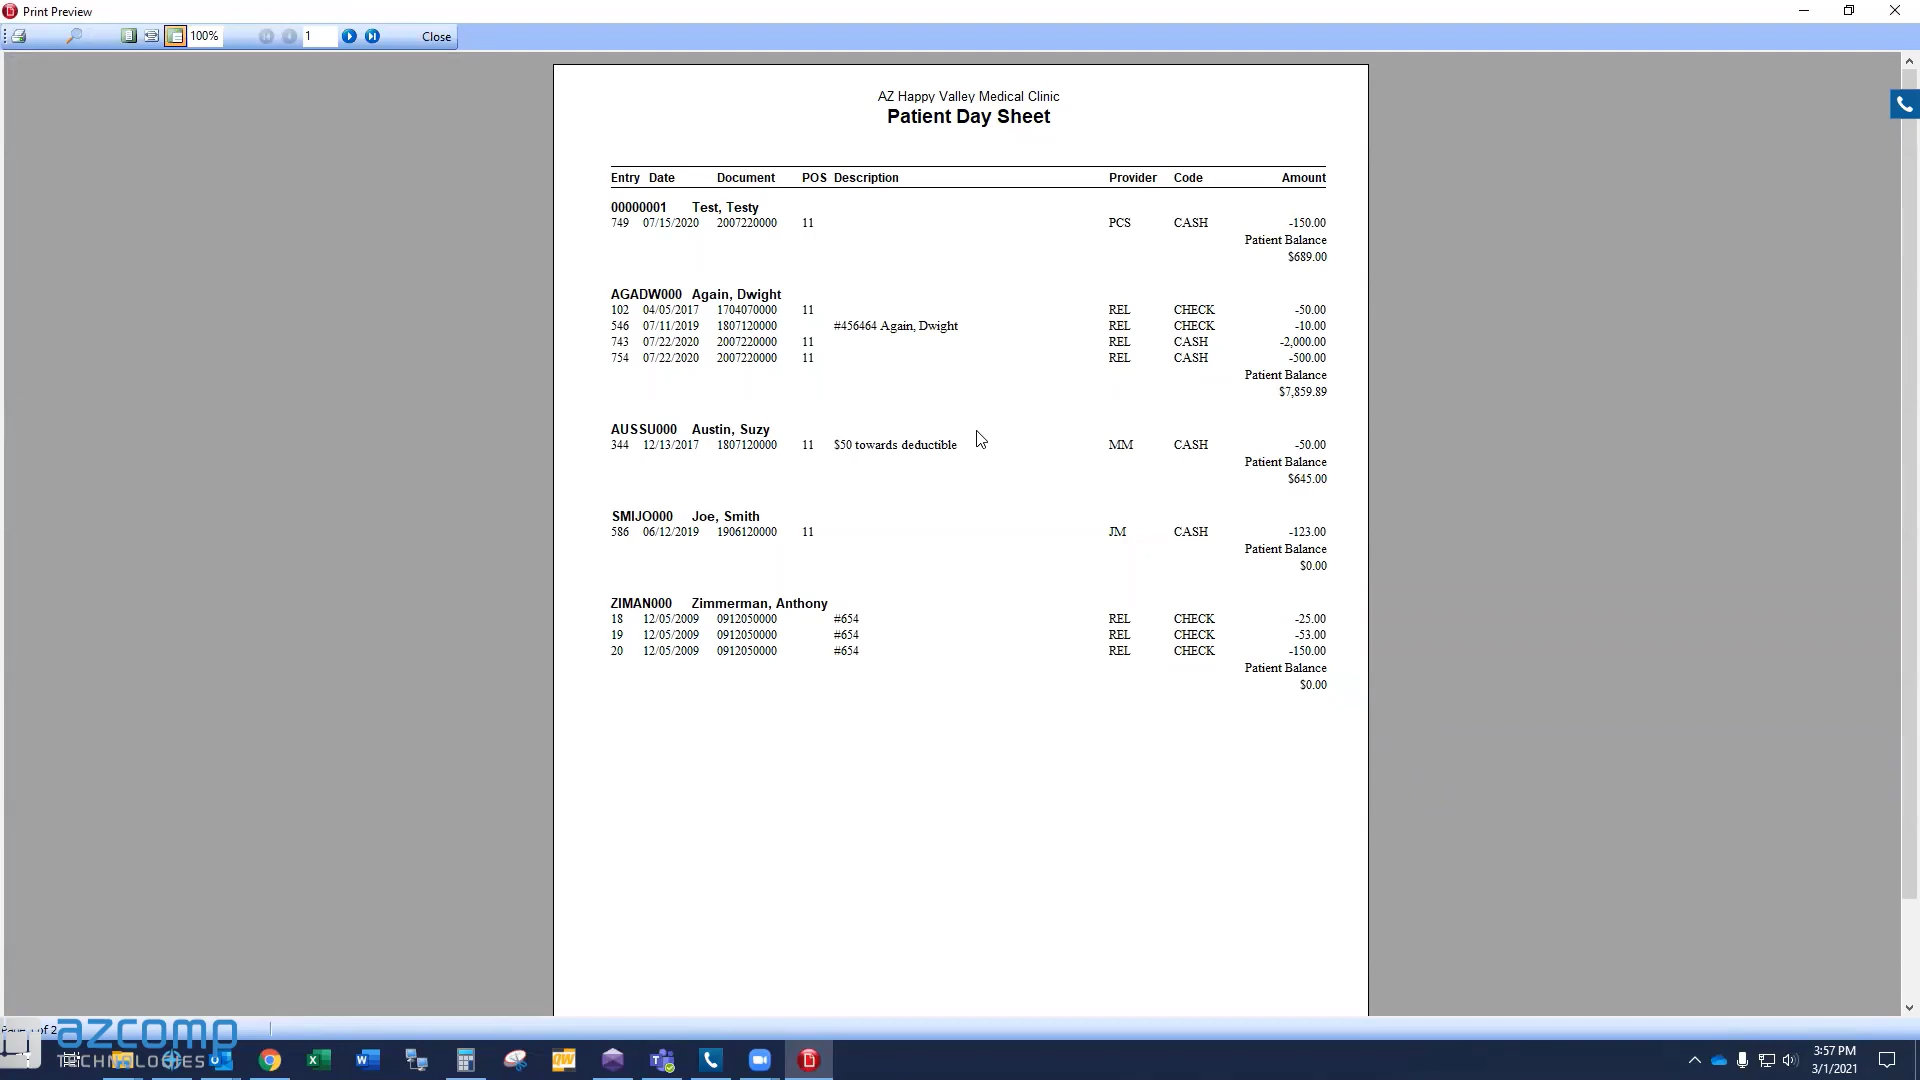 Print Preview
100% 1 Close
AZ Happy Valley Medical Clinic
Patient Day Sheet
Entry Date Document POS Description Provider Code Amount
00000001 Test, Testy
749 07/15/2020 2007220000 11 PCS CASH -150.00
Patient Balance
$689.00
AGADW000 Again, Dwight
102 04/05/2017 1704070000 11 REL CHECK -50.00
546 07/11/2019 1807120000 #456464 Again, Dwight REL CHECK -10.00
743 07/22/2020 2007220000 11 REL CASH -2,000.00
754 07/22/2020 2007220000 11 REL CASH -500.00
Patient Balance
$7,859.89
AUSSU000 Austin, Suzy
344 12/13/2017 1807120000 11 $50 towards deductible MM CASH -50.00
Patient Balance
$645.00
SMIJO000 Joe, Smith
586 06/12/2019 1906120000 11 JM CASH -123.00
Patient Balance
$0.00
ZIMAN000 Zimmerman, Anthony
18 12/05/2009 0912050000 #654 REL CHECK -25.00
19 12/05/2009 0912050000 #654 REL CHECK -53.00
20 12/05/2009 0912050000 #654 REL CHECK -150.00
Patient Balance
$0.00
of 2
azcomp
TECHNOLOGIES
QW
3:57 PM
3/1/2021